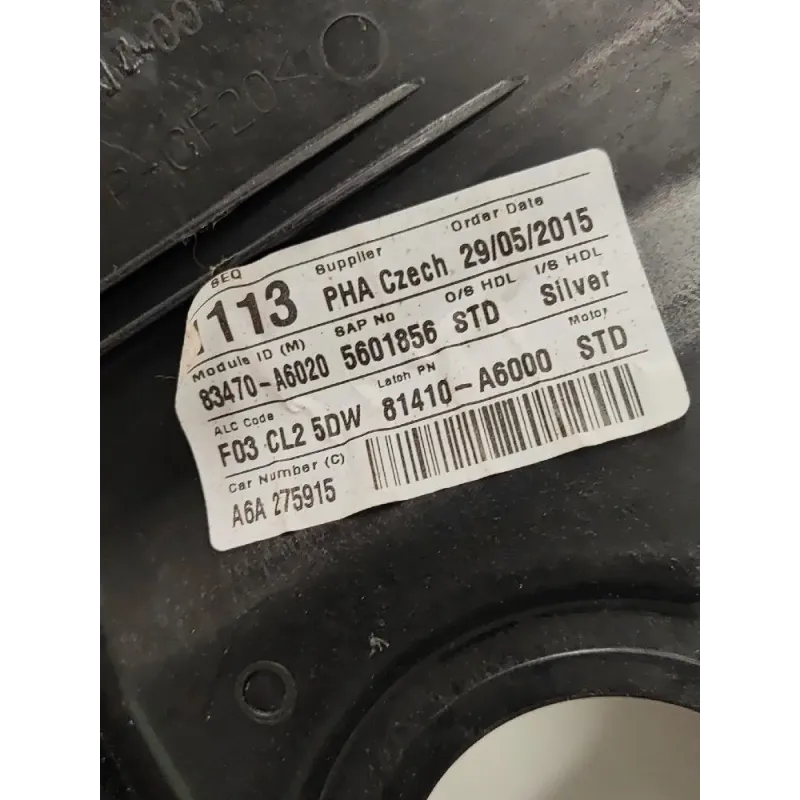 P-GF20<
SEQ Supplier Order Date
113 PHA Czech 29/05/2015
Module ID (M) SAP No O/S HDL I/S HDL
83470-A6020 5601856 STD Silver
ALC Code Latch PN Motor
F03 CL2 5DW 81410-A6000 STD
Car Number (C)
A6A 275915